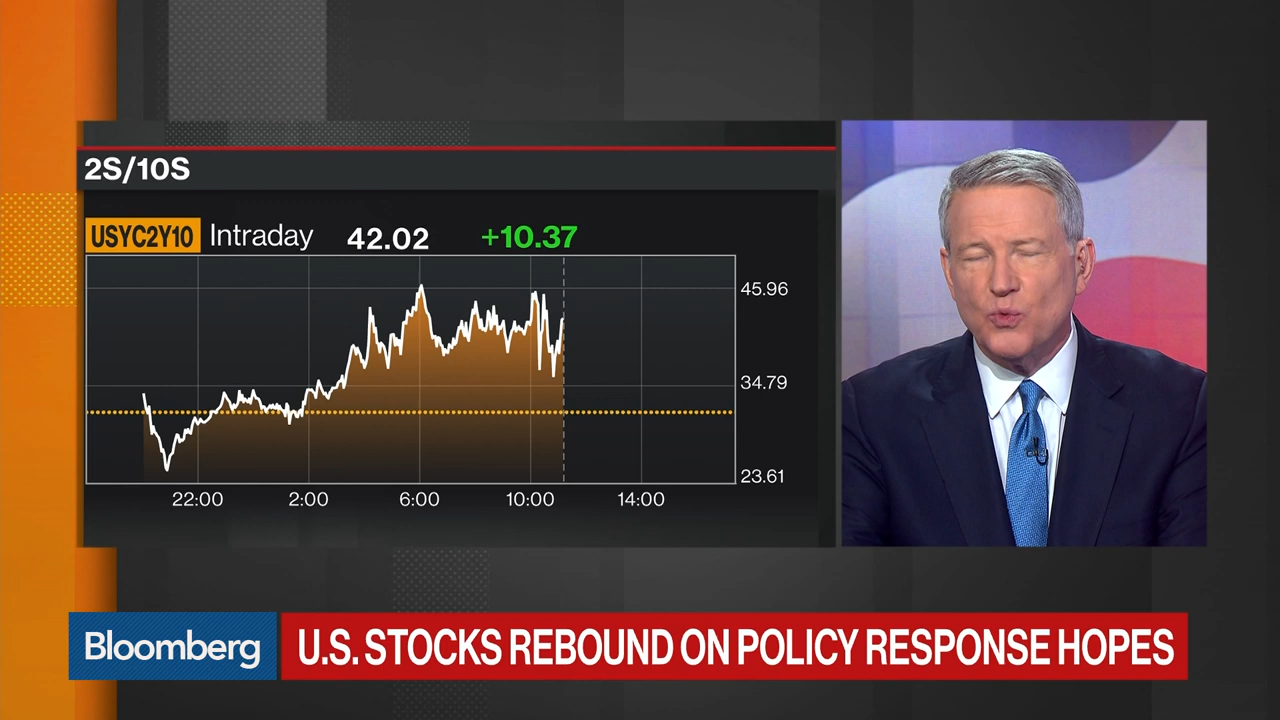 2S/10S
USYC2Y10 Intraday 42.02 +10.37
45.96
34.79
23.61
22:00 2:00 6:00 10:00 14:00
Bloomberg U.S. STOCKS REBOUND ON POLICY RESPONSE HOPES